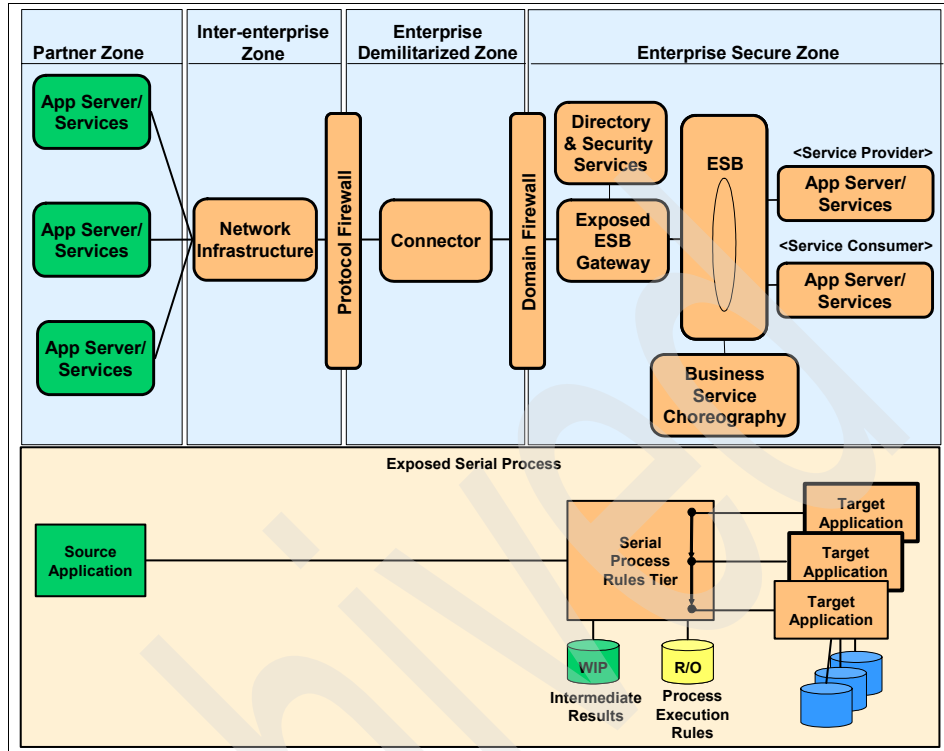 Partner Zone
Inter-enterprise
Zone
Enterprise
Demilitarized Zone
Enterprise Secure Zone
App Server/
Services
App Server/
Services
App Server/
Services
Network
Infrastructure
Protocol Firewall
Connector
Domain Firewall
Directory
& Security
Services
Exposed
ESB
Gateway
ESB
<Service Provider>
App Server/
Services
<Service Consumer>
App Server/
Services
Business
Service
Choreography
Exposed Serial Process
Source
Application
Serial
Process
Rules Tier
Target
Application
Target
Application
Target
Application
WIP
Intermediate
Results
R/O
Process
Execution
Rules
hived